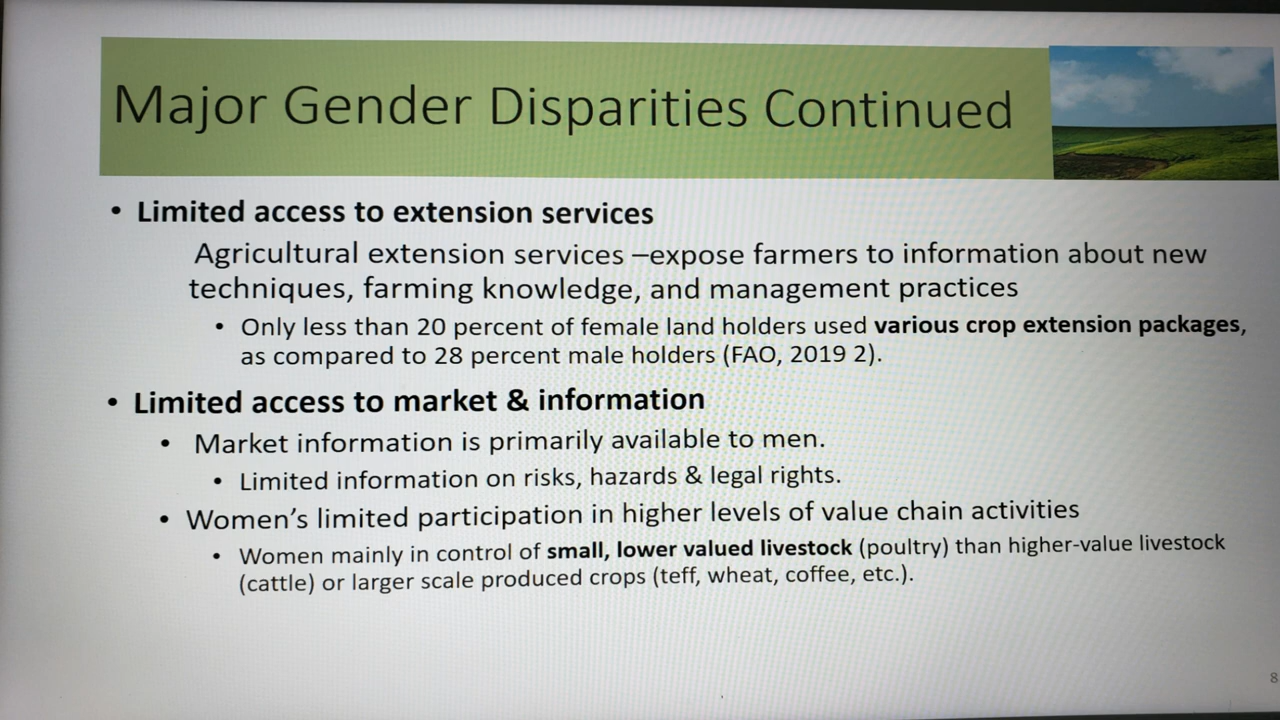 Major Gender Disparities Continued
• Limited access to extension services
Agricultural extension services –expose farmers to information about new
techniques, farming knowledge, and management practices
• Only less than 20 percent of female land holders used various crop extension packages,
as compared to 28 percent male holders (FAO, 2019 2).
• Limited access to market & information
• Market information is primarily available to men.
• Limited information on risks, hazards & legal rights.
• Women’s limited participation in higher levels of value chain activities
• Women mainly in control of small, lower valued livestock (poultry) than higher-value livestock
(cattle) or larger scale produced crops (teff, wheat, coffee, etc.).
8